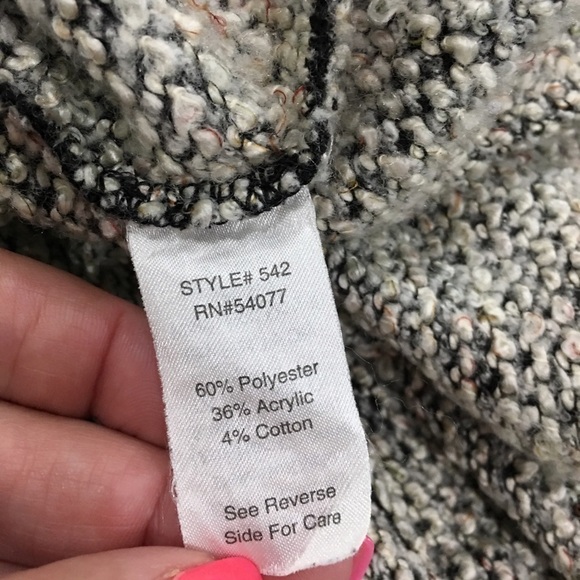 STYLE# 542
RN#54077
60% Polyester
36% Acrylic
4% Cotton
See Reverse
Side For Care